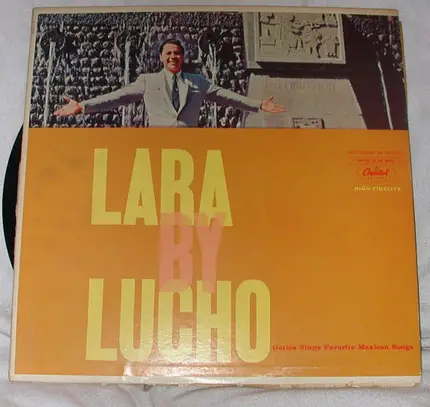 Capitol
HIGH FIDELITY
LARA
BY
LUCHO
Gatica Sings Favorite Mexican Songs